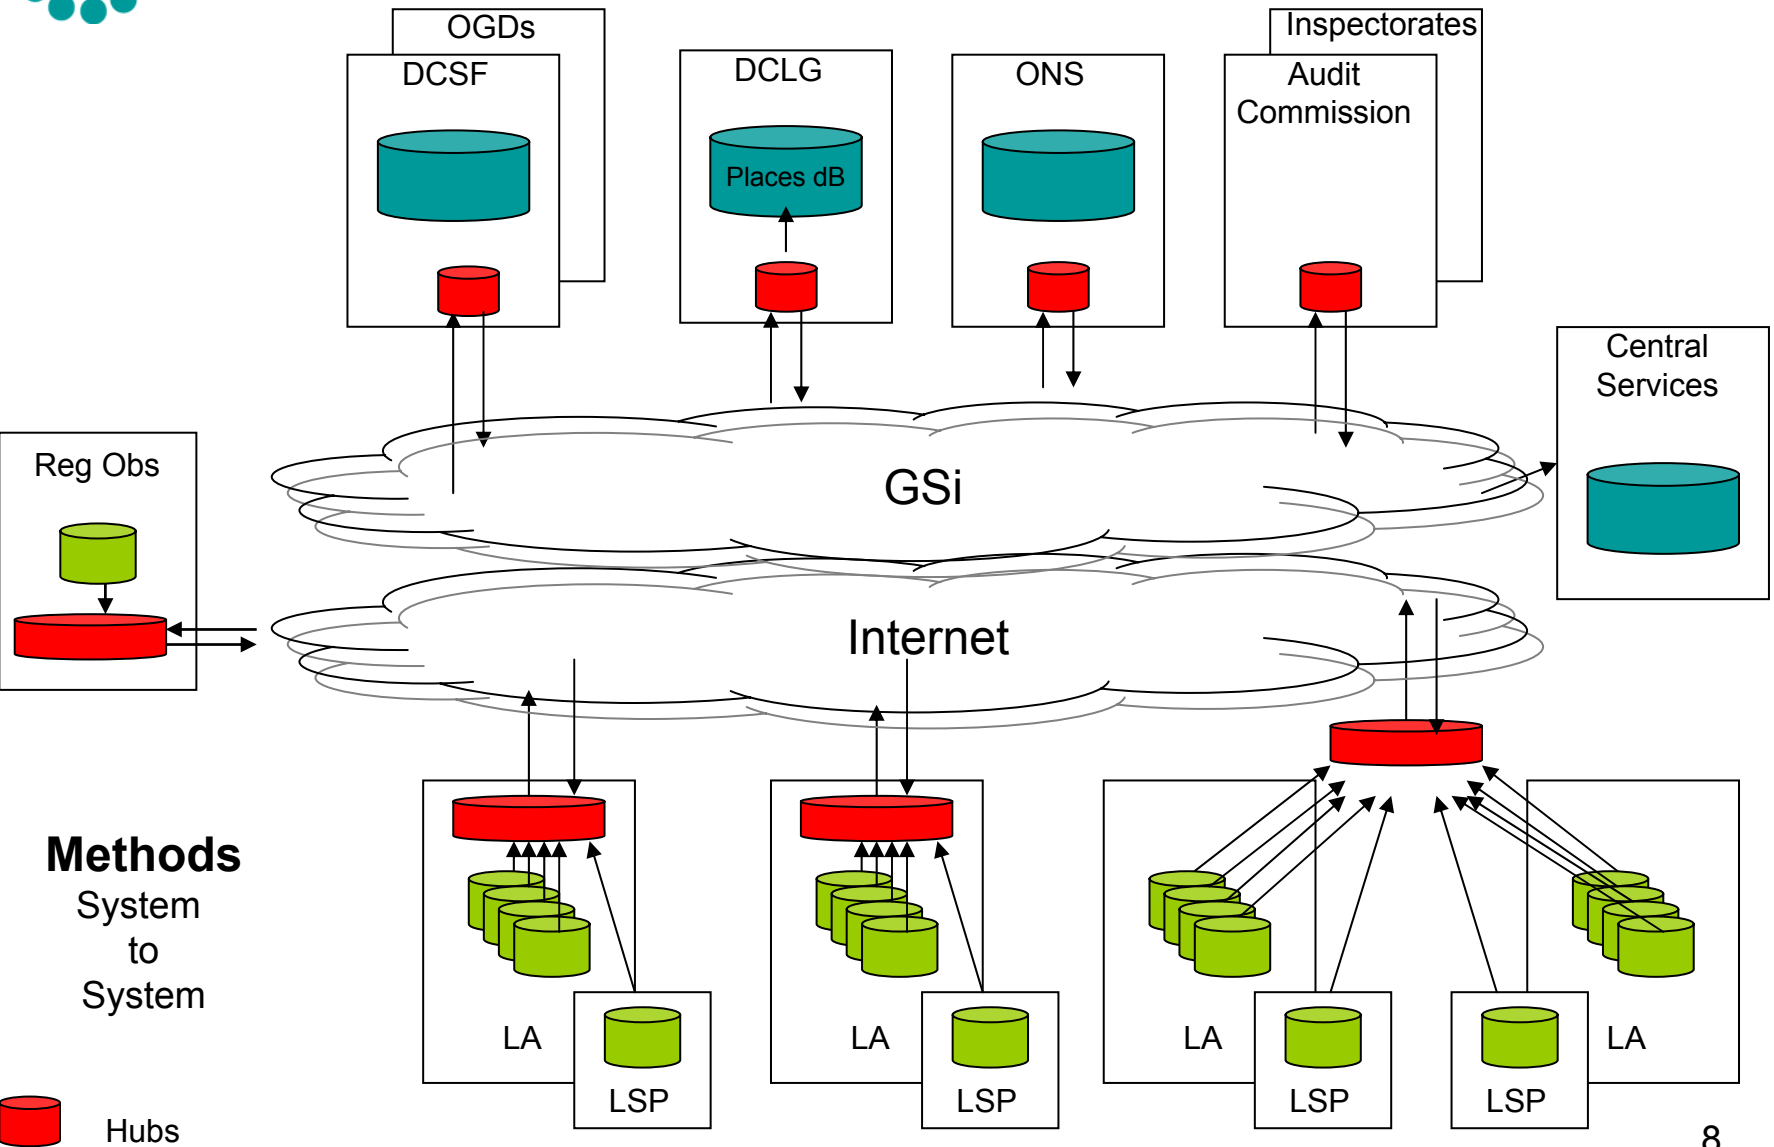 OGDs
DCSF
DCLG
ONS
Inspectorates
Audit
Commission
Places dB
Central
Services
Reg Obs
GSi
Internet
Methods
System
to
System
LA
LSP
LA
LSP
LA
LSP
LSP
LA
Hubs
8